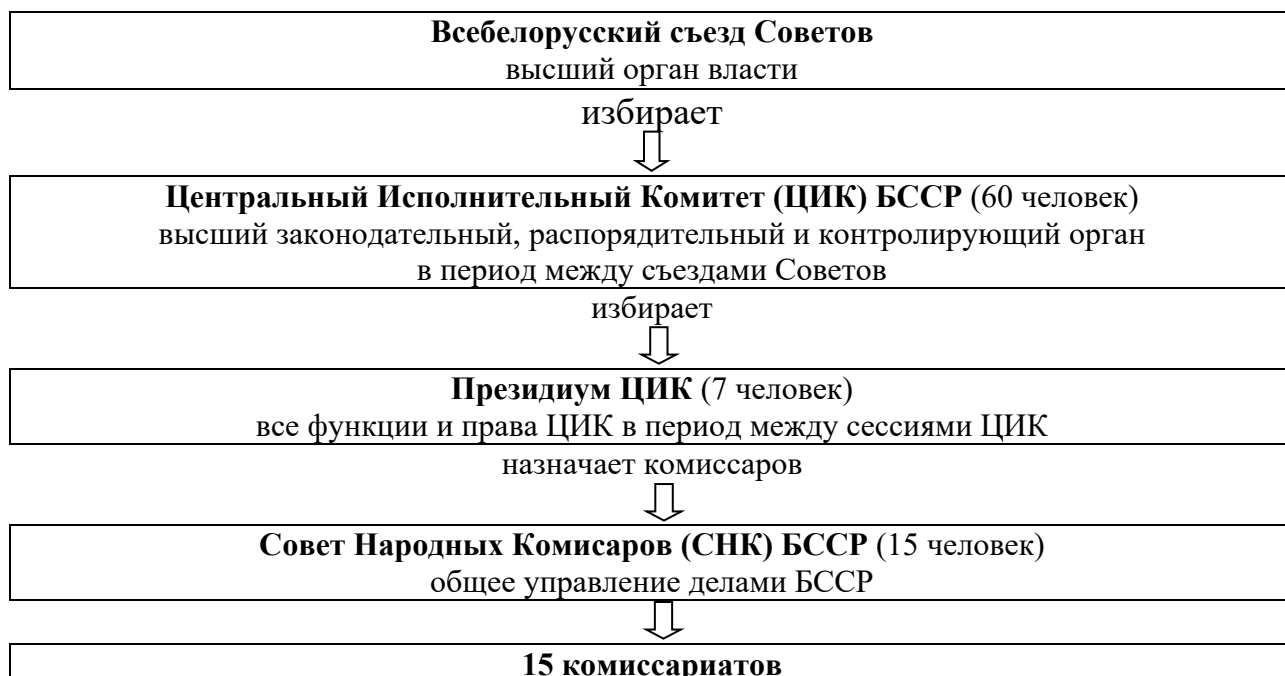 Всебелорусский съезд Советов
высший орган власти
избирает
Центральный Исполнительный Комитет (ЦИК) БССР (60 человек)
высший законодательный, распорядительный и контролирующий орган
в период между съездами Советов
избирает
Президиум ЦИК (7 человек)
все функции и права ЦИК в период между сессиями ЦИК
назначает комиссаров
Совет Народных Комисаров (СНК) БССР (15 человек)
общее управление делами БССР
15 комиссариатов